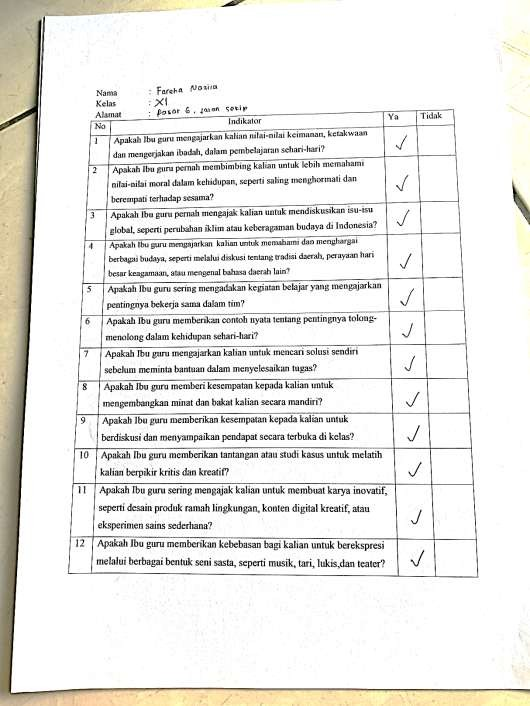 Nama : Fareha Nasiia
Kelas : XI
Alamat : Pasar 6, jalan serip
No Indikator Ya Tidak
1 Apakah Ibu guru mengajarkan kalian nilai-nilai keimanan, ketakwaan
dan mengerjakan ibadah, dalam pembelajaran sehari-hari? ✓
2 Apakah Ibu guru pernah membimbing kalian untuk lebih memahami
nilai-nilai moral dalam kehidupan, seperti saling menghormati dan
berempati terhadap sesama? ✓
3 Apakah Ibu guru pernah mengajak kalian untuk mendiskusikan isu-isu
global, seperti perubahan iklim atau keberagaman budaya di Indonesia? ✓
4 Apakah Ibu guru mengajarkan kalian untuk memahami dan menghargai
berbagai budaya, seperti melalui diskusi tentang tradisi daerah, perayaan hari
besar keagamaan, atau mengenal bahasa daerah lain? ✓
5 Apakah Ibu guru sering mengadakan kegiatan belajar yang mengajarkan
pentingnya bekerja sama dalam tim? ✓
6 Apakah Ibu guru memberikan contoh nyata tentang pentingnya tolong-
menolong dalam kehidupan sehari-hari? ✓
7 Apakah Ibu guru mengajarkan kalian untuk mencari solusi sendiri
sebelum meminta bantuan dalam menyelesaikan tugas? ✓
8 Apakah Ibu guru memberi kesempatan kepada kalian untuk
mengembangkan minat dan bakat kalian secara mandiri? ✓
9 Apakah Ibu guru memberikan kesempatan kepada kalian untuk
berdiskusi dan menyampaikan pendapat secara terbuka di kelas? ✓
10 Apakah Ibu guru memberikan tantangan atau studi kasus untuk melatih
kalian berpikir kritis dan kreatif? ✓
11 Apakah Ibu guru sering mengajak kalian untuk membuat karya inovatif,
seperti desain produk ramah lingkungan, konten digital kreatif, atau
eksperimen sains sederhana? ✓
12 Apakah Ibu guru memberikan kebebasan bagi kalian untuk berekspresi
melalui berbagai bentuk seni sasta, seperti musik, tari, lukis,dan teater? ✓